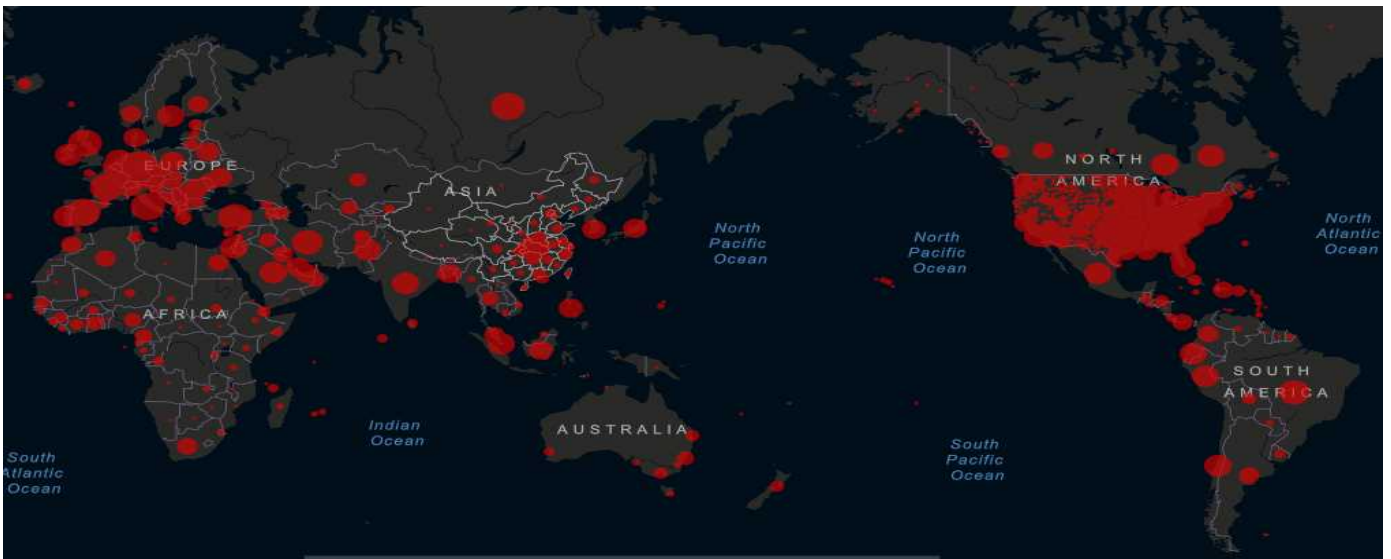 EUROPE
ASIA
NORTH
AMERICA
North
Pacific
Ocean
North
Pacific
Ocean
North
Atlantic
Ocean
AFRICA
SOUTH
AMERICA
Indian
Ocean
AUSTRALIA
South
Atlantic
Ocean
South
Pacific
Ocean